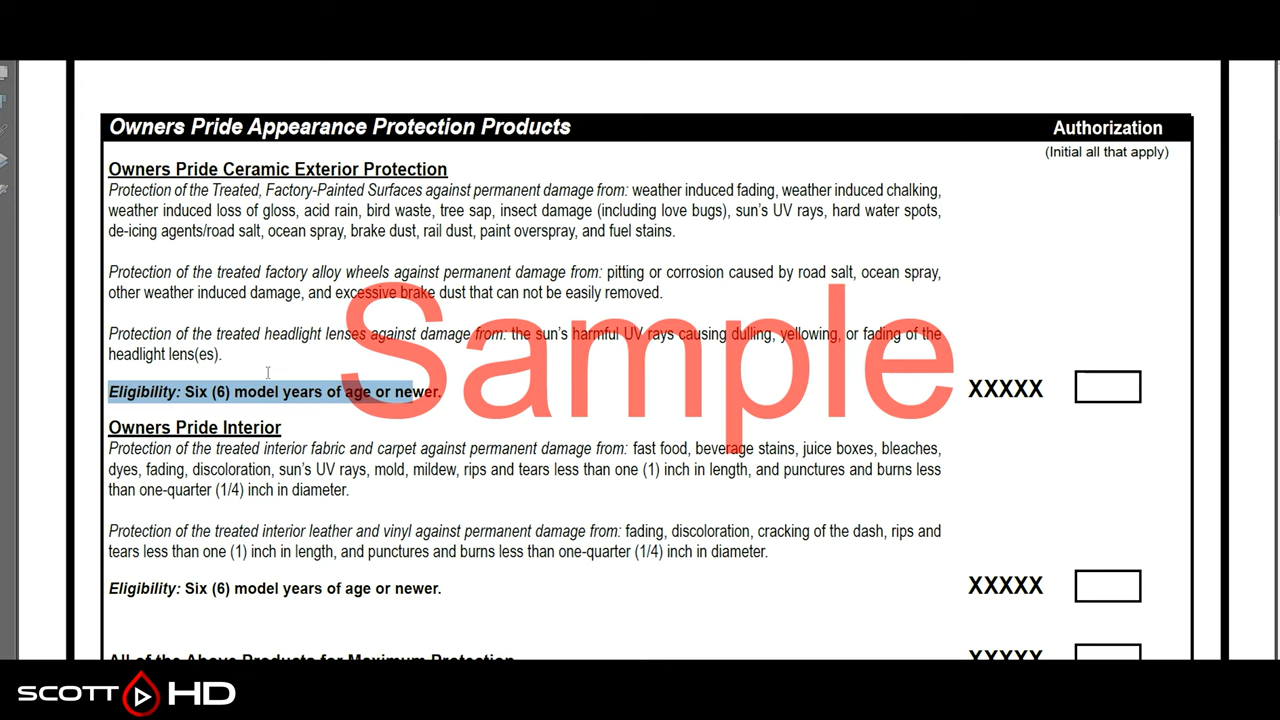 Owners Pride Appearance Protection Products
Authorization
(Initial all that apply)
Owners Pride Ceramic Exterior Protection
Protection of the Treated, Factory-Painted Surfaces against permanent damage from: weather induced fading, weather induced chalking,
weather induced loss of gloss, acid rain, bird waste, tree sap, insect damage (including love bugs), sun's UV rays, hard water spots,
de-icing agents/road salt, ocean spray, brake dust, rail dust, paint overspray, and fuel stains.
Protection of the treated factory alloy wheels against permanent damage from: pitting or corrosion caused by road salt, ocean spray,
other weather induced damage, and excessive brake dust that can not be easily removed.
Protection of the treated headlight lenses against damage from: the sun's harmful UV rays causing dulling, yellowing, or fading of the
headlight lens(es).
Sample
Eligibility: Six (6) model years of age or newer.
XXXXX
Owners Pride Interior
Protection of the treated interior fabric and carpet against permanent damage from: fast food, beverage stains, juice boxes, bleaches,
dyes, fading, discoloration, sun's UV rays, mold, mildew, rips and tears less than one (1) inch in length, and punctures and burns less
than one-quarter (1/4) inch in diameter.
Protection of the treated interior leather and vinyl against permanent damage from: fading, discoloration, cracking of the dash, rips and
tears less than one (1) inch in length, and punctures and burns less than one-quarter (1/4) inch in diameter.
Eligibility: Six (6) model years of age or newer.
XXXXX
All of the Above Products for Maximum Protection
XXXXX
SCOTT HD